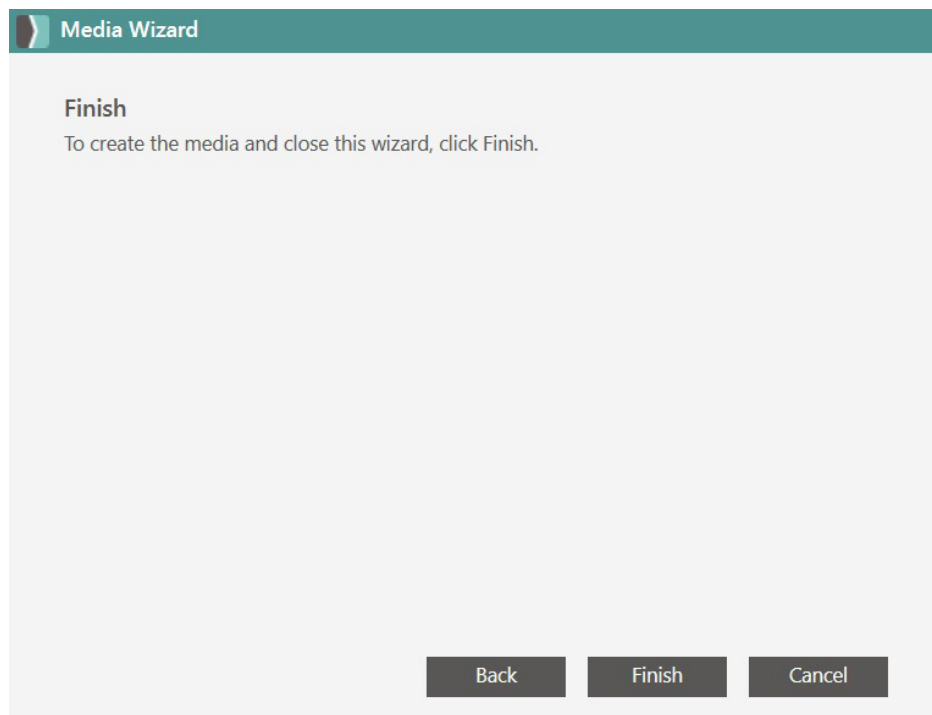 Media Wizard
Finish
To create the media and close this wizard, click Finish.
Back Finish Cancel